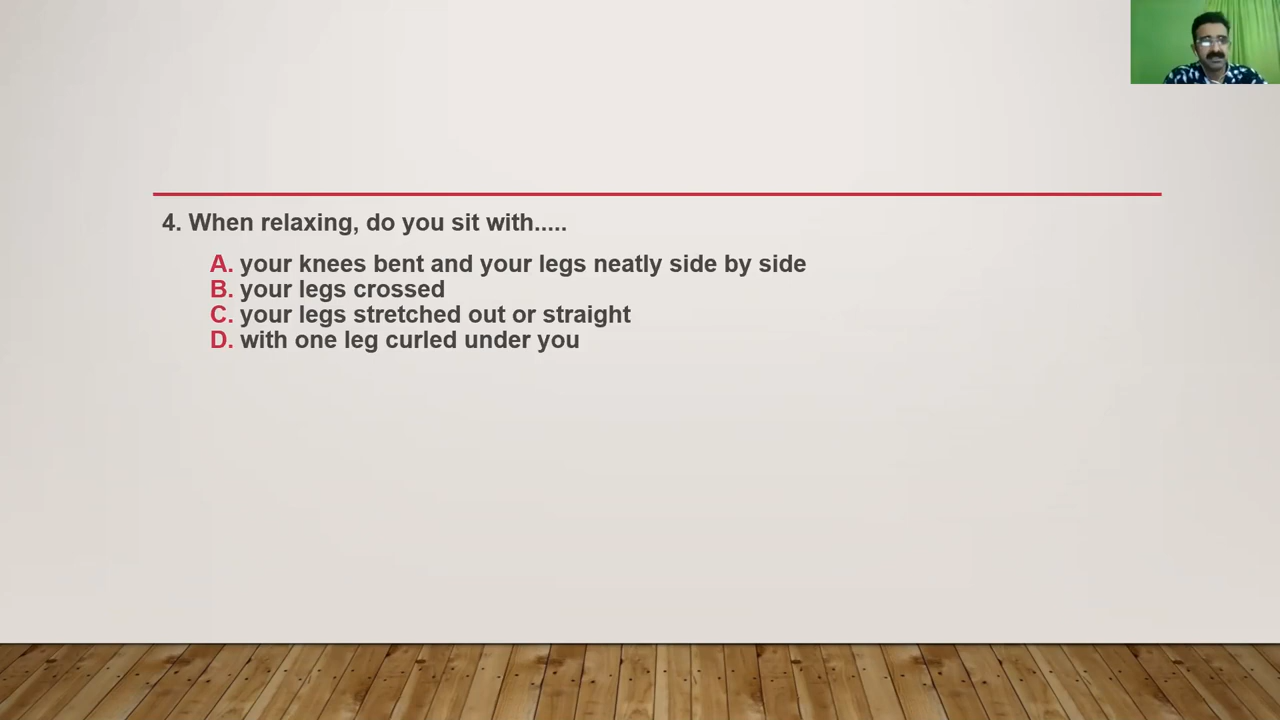 4. When relaxing, do you sit with.....
A. your knees bent and your legs neatly side by side
B. your legs crossed
C. your legs stretched out or straight
D. with one leg curled under you